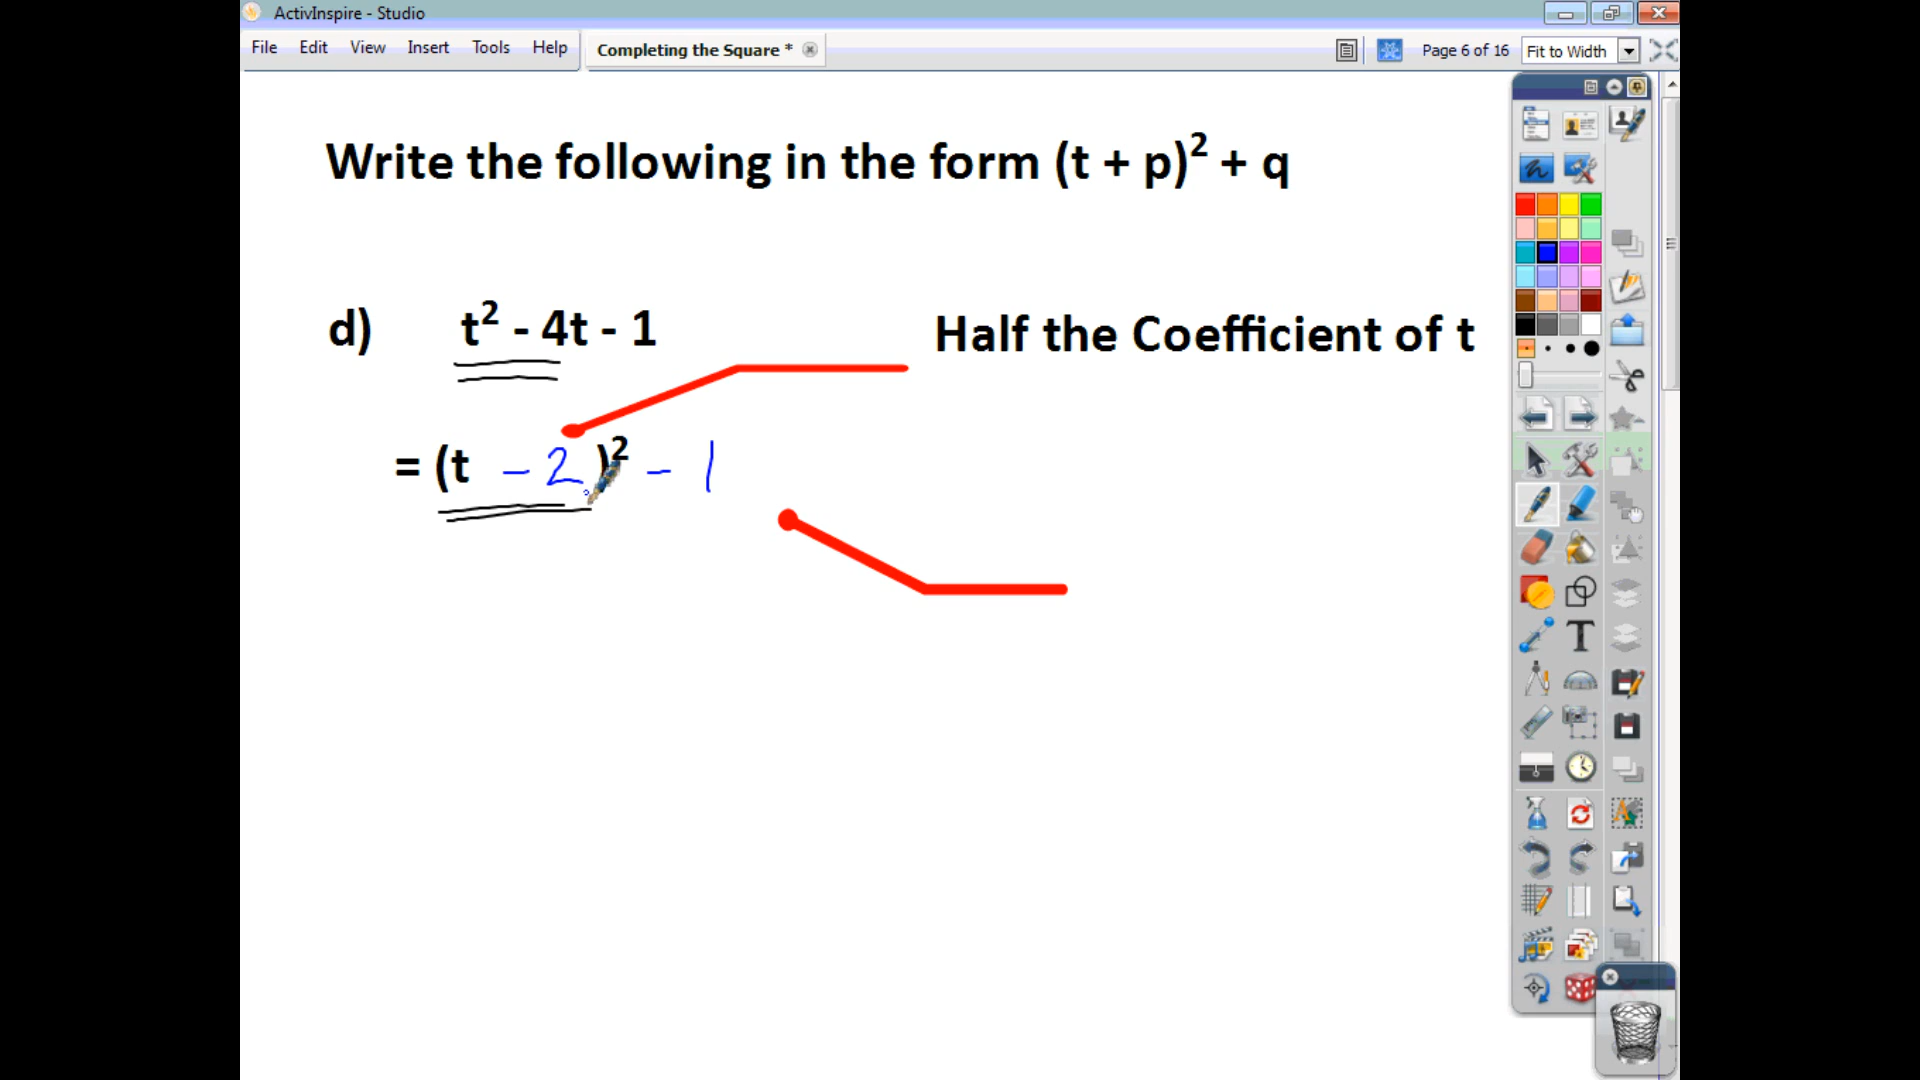 ActivInspire - Studio
File Edit View Insert Tools Help Completing the Square * Page 6 of 16 Fit to Width
Write the following in the form (t + p)² + q
d) t² - 4t - 1 Half the Coefficient of t
= (t - 2)² - 1